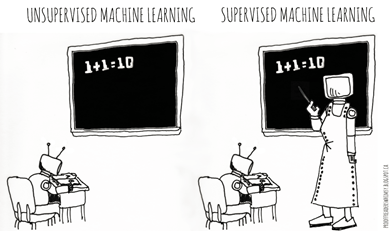 UNSUPERVISED MACHINE LEARNING
1+1=10
SUPERVISED MACHINE LEARNING
1+1=10